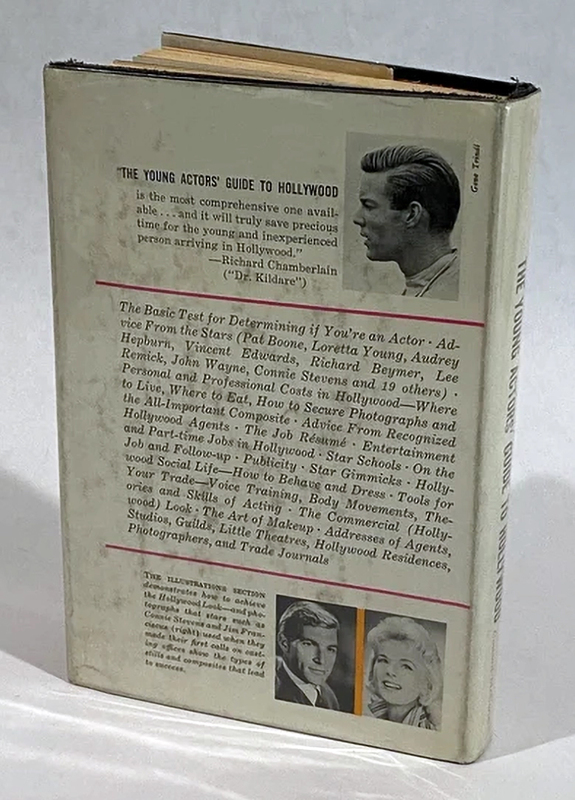 "THE YOUNG ACTORS' GUIDE TO HOLLYWOOD
is the most comprehensive one avail-
able ... and it will truly save precious
time for the young and inexperienced
person arriving in Hollywood."
—Richard Chamberlain
("Dr. Kildare")
Gene Trindl
The Basic Test for Determining if You're an Actor · Ad-
vice From the Stars (Pat Boone, Loretta Young, Audrey
Hepburn, Vincent Edwards, Richard Beymer, Lee
Remick, John Wayne, Connie Stevens and 19 others) ·
Personal and Professional Costs in Hollywood—Where
to Live, Where to Eat, How to Secure Photographs and
the All-Important Composite · Advice From Recognized
Hollywood Agents · The Job Résumé · Entertainment
and Part-time Jobs in Hollywood · Star Schools · On the
Job and Follow-up · Publicity · Star Gimmicks · Holly-
wood Social Life—How to Behave and Dress · Tools for
Your Trade—Voice Training, Body Movements, The-
ories and Skills of Acting · The Commercial (Holly-
wood) Look · The Art of Makeup · Addresses of Agents,
Studios, Guilds, Little Theatres, Hollywood Residences,
Photographers, and Trade Journals
THE ILLUSTRATIONS SECTION
demonstrates how to achieve
the Hollywood Look—and pho-
tographs that stars such as
Connie Stevens and Jim Fran-
ciscus (right) used when they
made their first calls on cast-
ing offices show the types of
stills and composites that lead
to success.
THE YOUNG ACTORS' GUIDE TO HOLLYWOOD